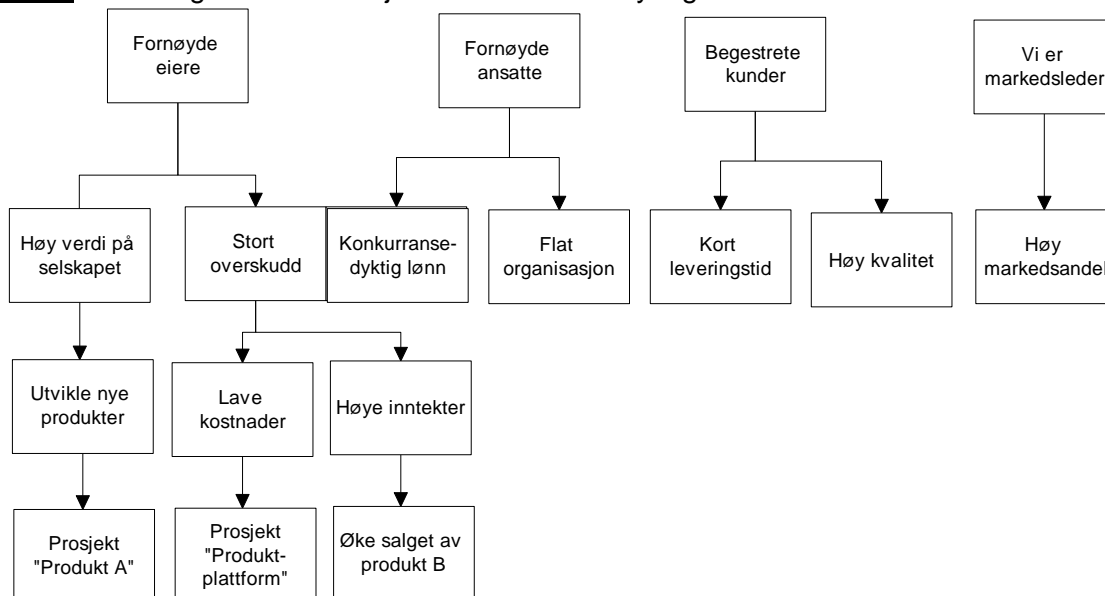 Fornøyde
eiere
Fornøyde
ansatte
Begestrete
kunder
Vi er
markedsleder
Høy verdi på
selskapet
Stort
overskudd
Konkurranse-
dyktig lønn
Flat
organisasjon
Kort
leveringstid
Høy kvalitet
Høy
markedsandel
Utvikle nye
produkter
Lave
kostnader
Høye inntekter
Prosjekt
"Produkt A"
Prosjekt
"Produkt-
plattform"
Øke salget av
produkt B